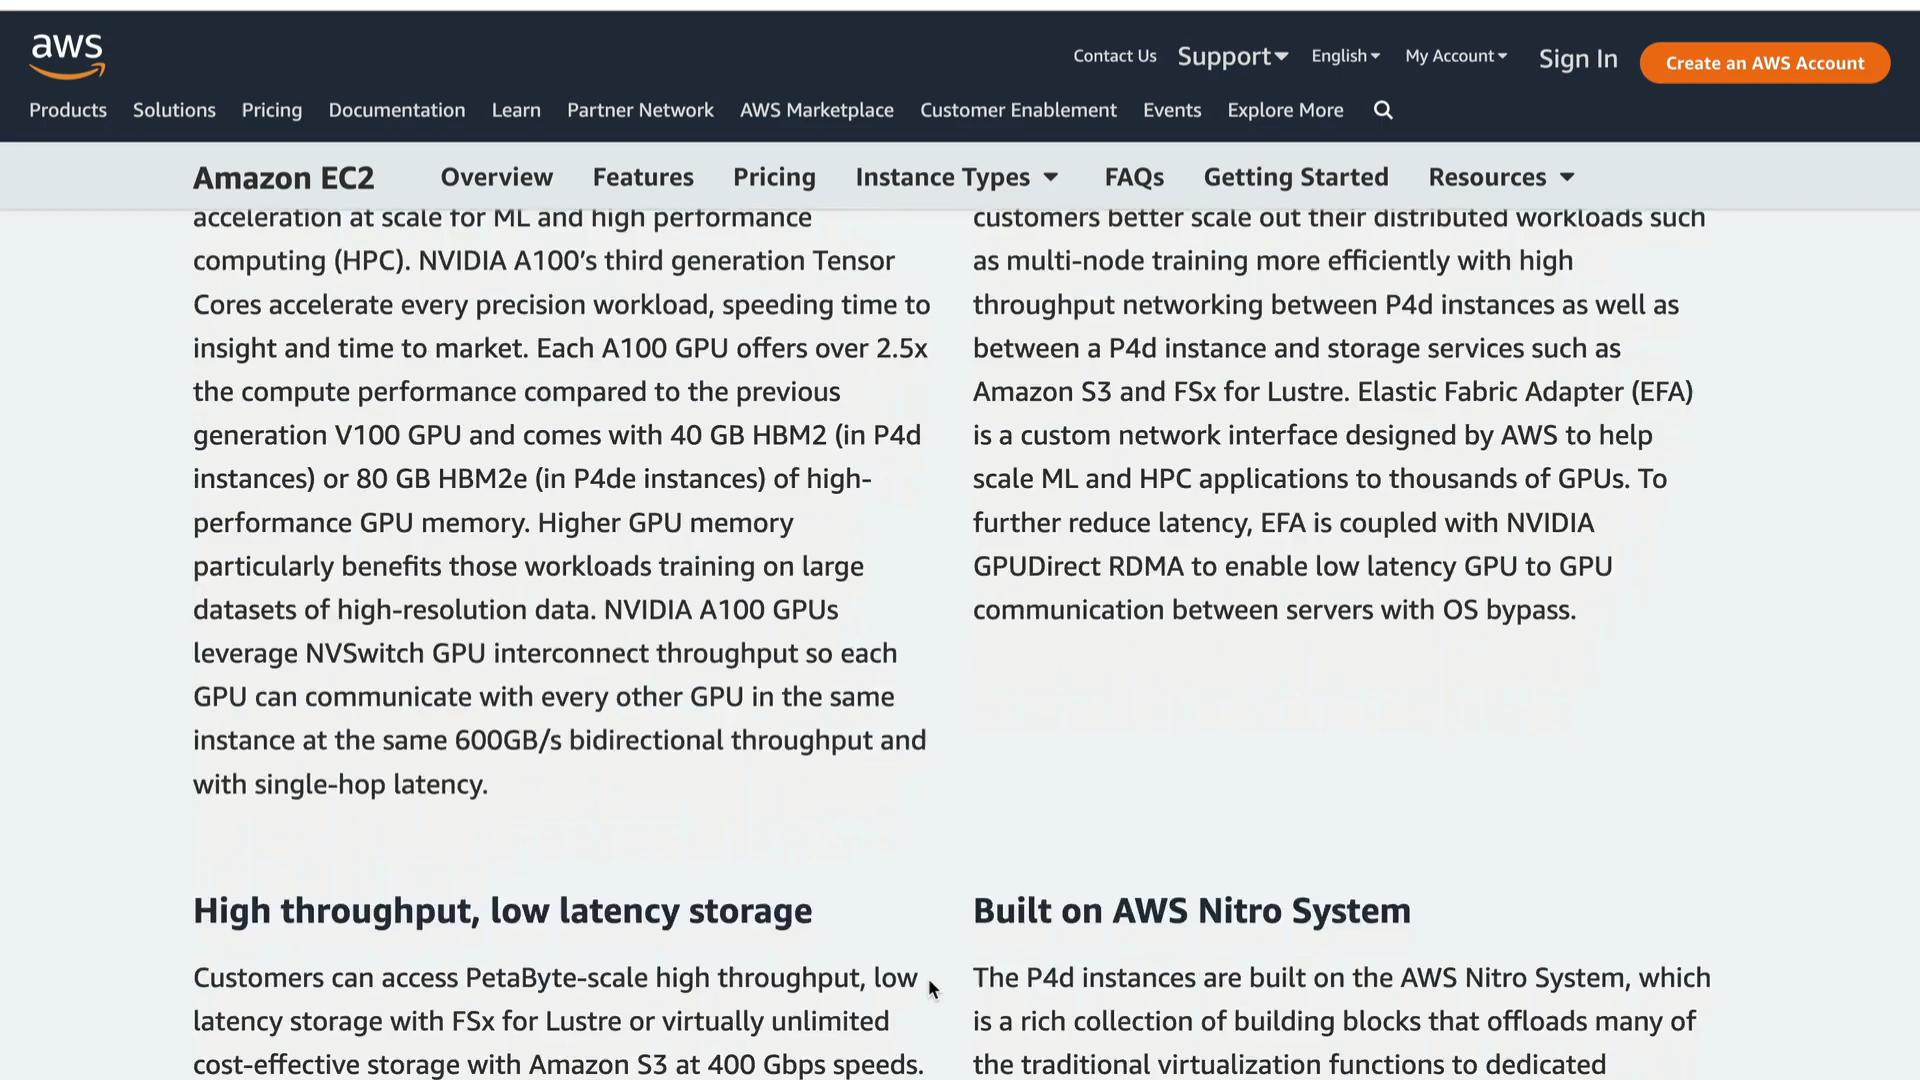 aws
Contact Us Support English My Account Sign In Create an AWS Account
Products Solutions Pricing Documentation Learn Partner Network AWS Marketplace Customer Enablement Events Explore More
Amazon EC2 Overview Features Pricing Instance Types FAQs Getting Started Resources
acceleration at scale for ML and high performance
computing (HPC). NVIDIA A100’s third generation Tensor
Cores accelerate every precision workload, speeding time to
insight and time to market. Each A100 GPU offers over 2.5x
the compute performance compared to the previous
generation V100 GPU and comes with 40 GB HBM2 (in P4d
instances) or 80 GB HBM2e (in P4de instances) of high-
performance GPU memory. Higher GPU memory
particularly benefits those workloads training on large
datasets of high-resolution data. NVIDIA A100 GPUs
leverage NVSwitch GPU interconnect throughput so each
GPU can communicate with every other GPU in the same
instance at the same 600GB/s bidirectional throughput and
with single-hop latency.
customers better scale out their distributed workloads such
as multi-node training more efficiently with high
throughput networking between P4d instances as well as
between a P4d instance and storage services such as
Amazon S3 and FSx for Lustre. Elastic Fabric Adapter (EFA)
is a custom network interface designed by AWS to help
scale ML and HPC applications to thousands of GPUs. To
further reduce latency, EFA is coupled with NVIDIA
GPUDirect RDMA to enable low latency GPU to GPU
communication between servers with OS bypass.
High throughput, low latency storage
Customers can access PetaByte-scale high throughput, low
latency storage with FSx for Lustre or virtually unlimited
cost-effective storage with Amazon S3 at 400 Gbps speeds.
Built on AWS Nitro System
The P4d instances are built on the AWS Nitro System, which
is a rich collection of building blocks that offloads many of
the traditional virtualization functions to dedicated